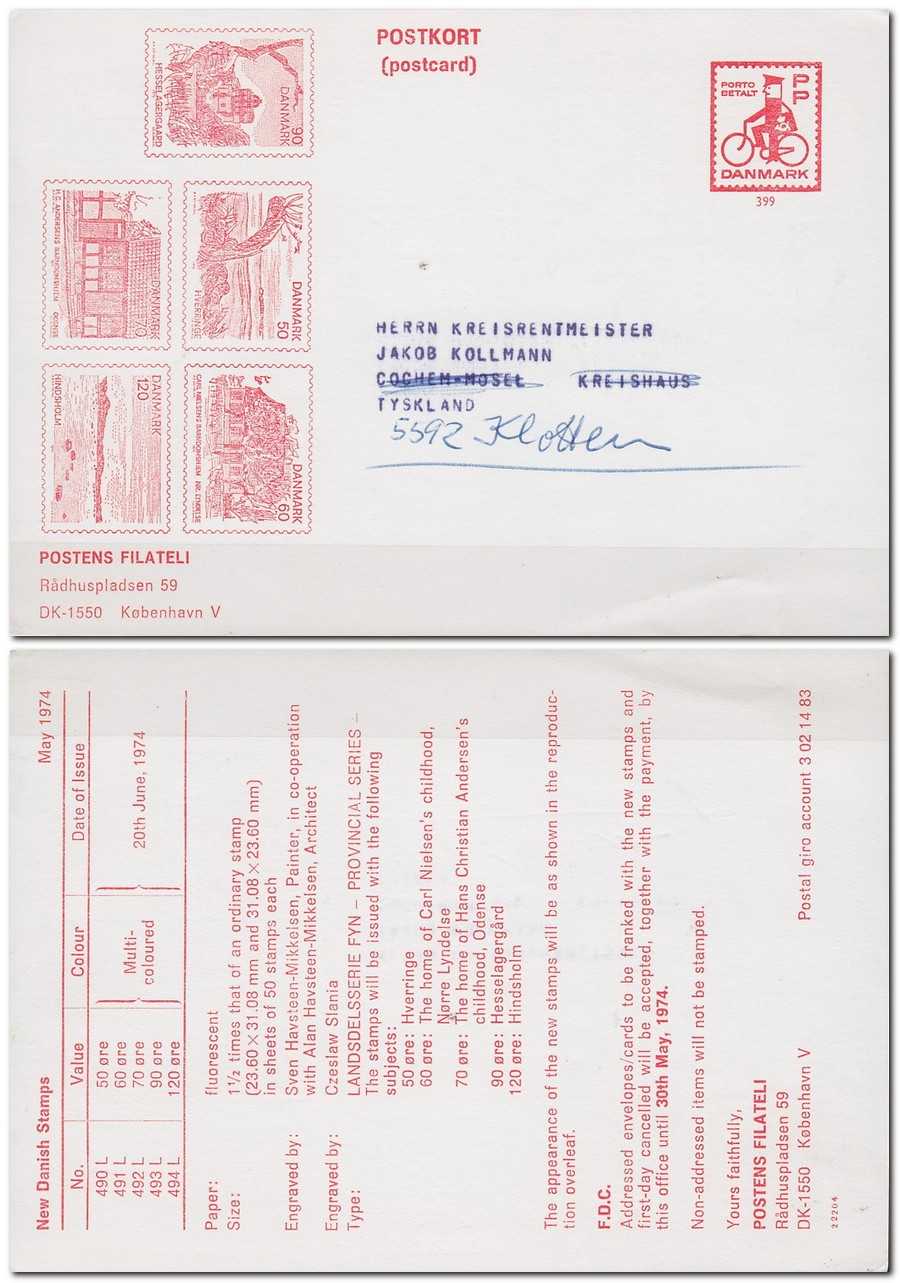 POSTKORT
(postcard)
HESSELAGERGAARD
DANMARK
90
H.C. ANDERSENS BARNDOMSHJEM ODENSE
DANMARK
70
HVERRINGE
DANMARK
50
HINDSHOLM
DANMARK
120
CARL NIELSENS BARNDOMSHJEM NR. LYNDELSE
DANMARK
60
PORTO
BETALT
PP
DANMARK
399
HERRN KREISRENTMEISTER
JAKOB KOLLMANN
COCHEM-MOSEL KREISHAUS
TYSKLAND
5592 Klotten
POSTENS FILATELI
Rådhuspladsen 59
DK-1550 København V
New Danish Stamps May 1974
No. Value Colour Date of Issue
490 L 50 øre
491 L 60 øre
492 L 70 øre Multi-coloured 20th June, 1974
493 L 90 øre
494 L 120 øre
Paper: fluorescent
Size: 1½ times that of an ordinary stamp
(23.60 × 31.08 mm and 31.08 × 23.60 mm)
in sheets of 50 stamps each
Engraved by: Sven Havsteen-Mikkelsen, Painter, in co-operation
with Alan Havsteen-Mikkelsen, Architect
Engraved by: Czeslaw Slania
Type: LANDSDELSSERIE FYN – PROVINCIAL SERIES –
The stamps will be issued with the following
subjects:
50 øre: Hverringe
60 øre: The home of Carl Nielsen's childhood,
Nørre Lyndelse
70 øre: The home of Hans Christian Andersen's
childhood, Odense
90 øre: Hesselagergård
120 øre: Hindsholm
The appearance of the new stamps will be as shown in the reproduc-
tion overleaf.
F.D.C.
Addressed envelopes/cards to be franked with the new stamps and
first-day cancelled will be accepted, together with the payment, by
this office until 30th May, 1974.
Non-addressed items will not be stamped.
Yours faithfully,
POSTENS FILATELI
Rådhuspladsen 59
DK-1550 København V Postal giro account 3 02 14 83
22204